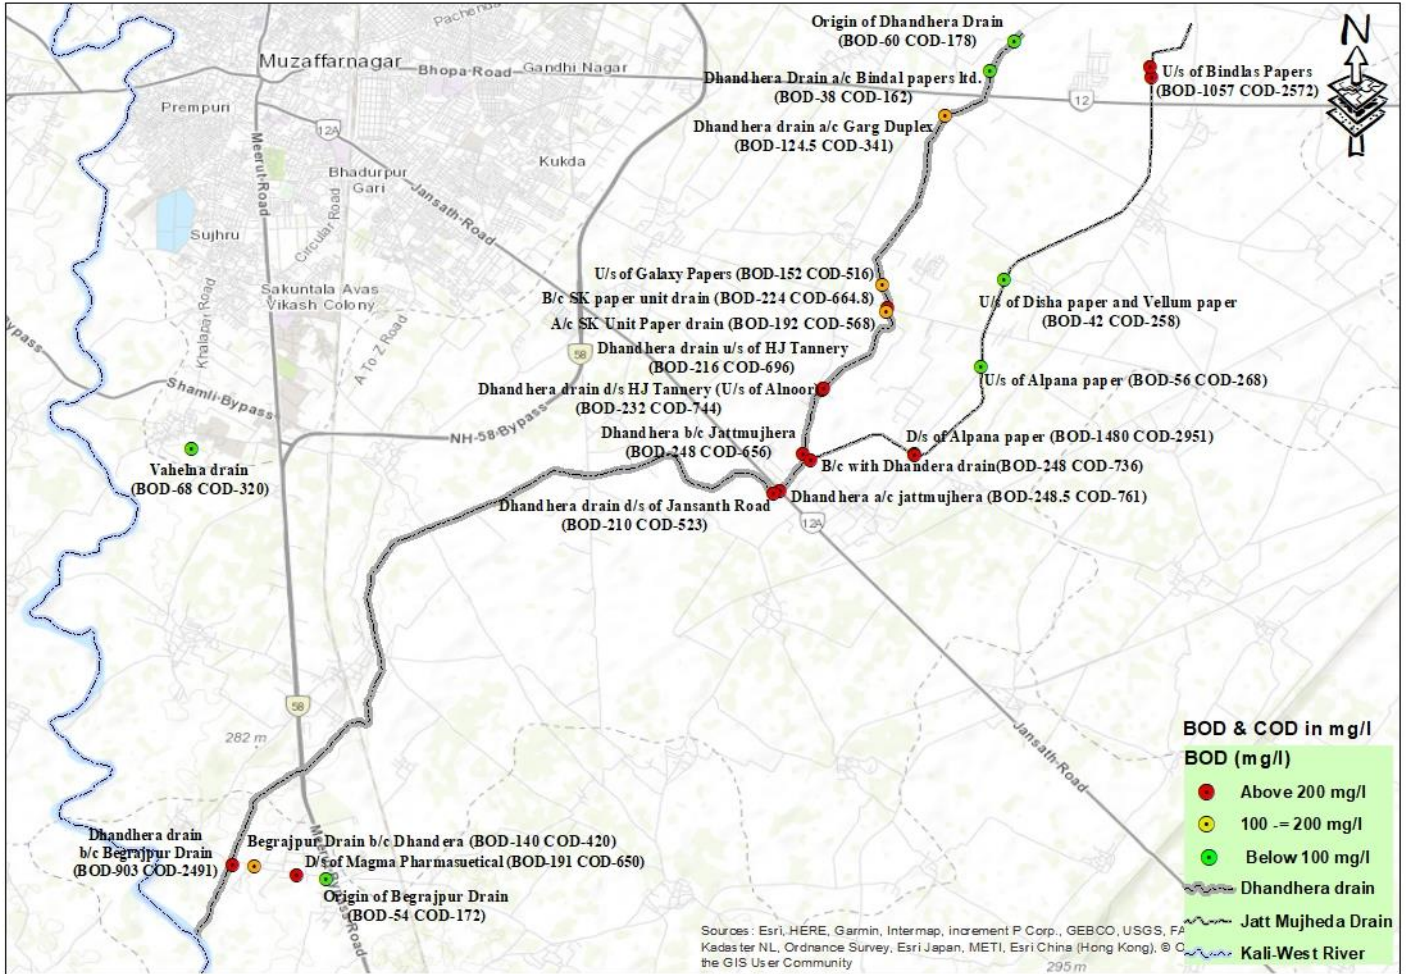 Pachenda
Origin of Dhandhera Drain
(BOD-60 COD-178)
N
Muzaffarnagar
Bhopa-Road
Gandhi Nagar
Dhandhera Drain a/c Bindal papers ltd.
(BOD-38 COD-162)
U/s of Bindlas Papers
(BOD-1057 COD-2572)
12
Prempuri
12A
Dhandhera drain a/c Garg Duplex
(BOD-124.5 COD-341)
Meerut-Road
Kukda
Bhadurpur
Gari
Jansath-Road
Sujhru
Circular Road
Khalapar Road
Sakuntala Avas
Vikash Colony
U/s of Galaxy Papers (BOD-152 COD-516)
B/c SK paper unit drain (BOD-224 COD-664.8)
A/c SK Unit Paper drain (BOD-192 COD-568)
U/s of Disha paper and Vellum paper
(BOD-42 COD-258)
Bypass
A To Z Road
58
Dhandhera drain u/s of HJ Tannery
(BOD-216 COD-696)
Shamli-Bypass
Dhandhera drain d/s HJ Tannery (U/s of Alnoor)
(BOD-232 COD-744)
U/s of Alpana paper (BOD-56 COD-268)
NH-58-Bypass
Dhandhera b/c Jattmujhera
(BOD-248 COD-656)
D/s of Alpana paper (BOD-1480 COD-2951)
B/c with Dhandera drain(BOD-248 COD-736)
Vahelna drain
(BOD-68 COD-320)
Dhandhera a/c jattmujhera (BOD-248.5 COD-761)
Dhandhera drain d/s of Jansanth Road
(BOD-210 COD-523)
12A
58
282 m
Jansath-Road
BOD & COD in mg/l
BOD (mg/l)
Above 200 mg/l
100 -= 200 mg/l
Below 100 mg/l
Dhandhera drain
Jatt Mujheda Drain
Kali-West River
Dhandhera drain
b/c Begrajpur Drain
(BOD-903 COD-2491)
Begrajpur Drain b/c Dhandera (BOD-140 COD-420)
D/s of Magma Pharmasuetical (BOD-191 COD-650)
Origin of Begrajpur Drain
(BOD-54 COD-172)
Sources: Esri, HERE, Garmin, Intermap, increment P Corp., GEBCO, USGS, FA
Kadaster NL, Ordnance Survey, Esri Japan, METI, Esri China (Hong Kong), ©
the GIS User Community
295 m